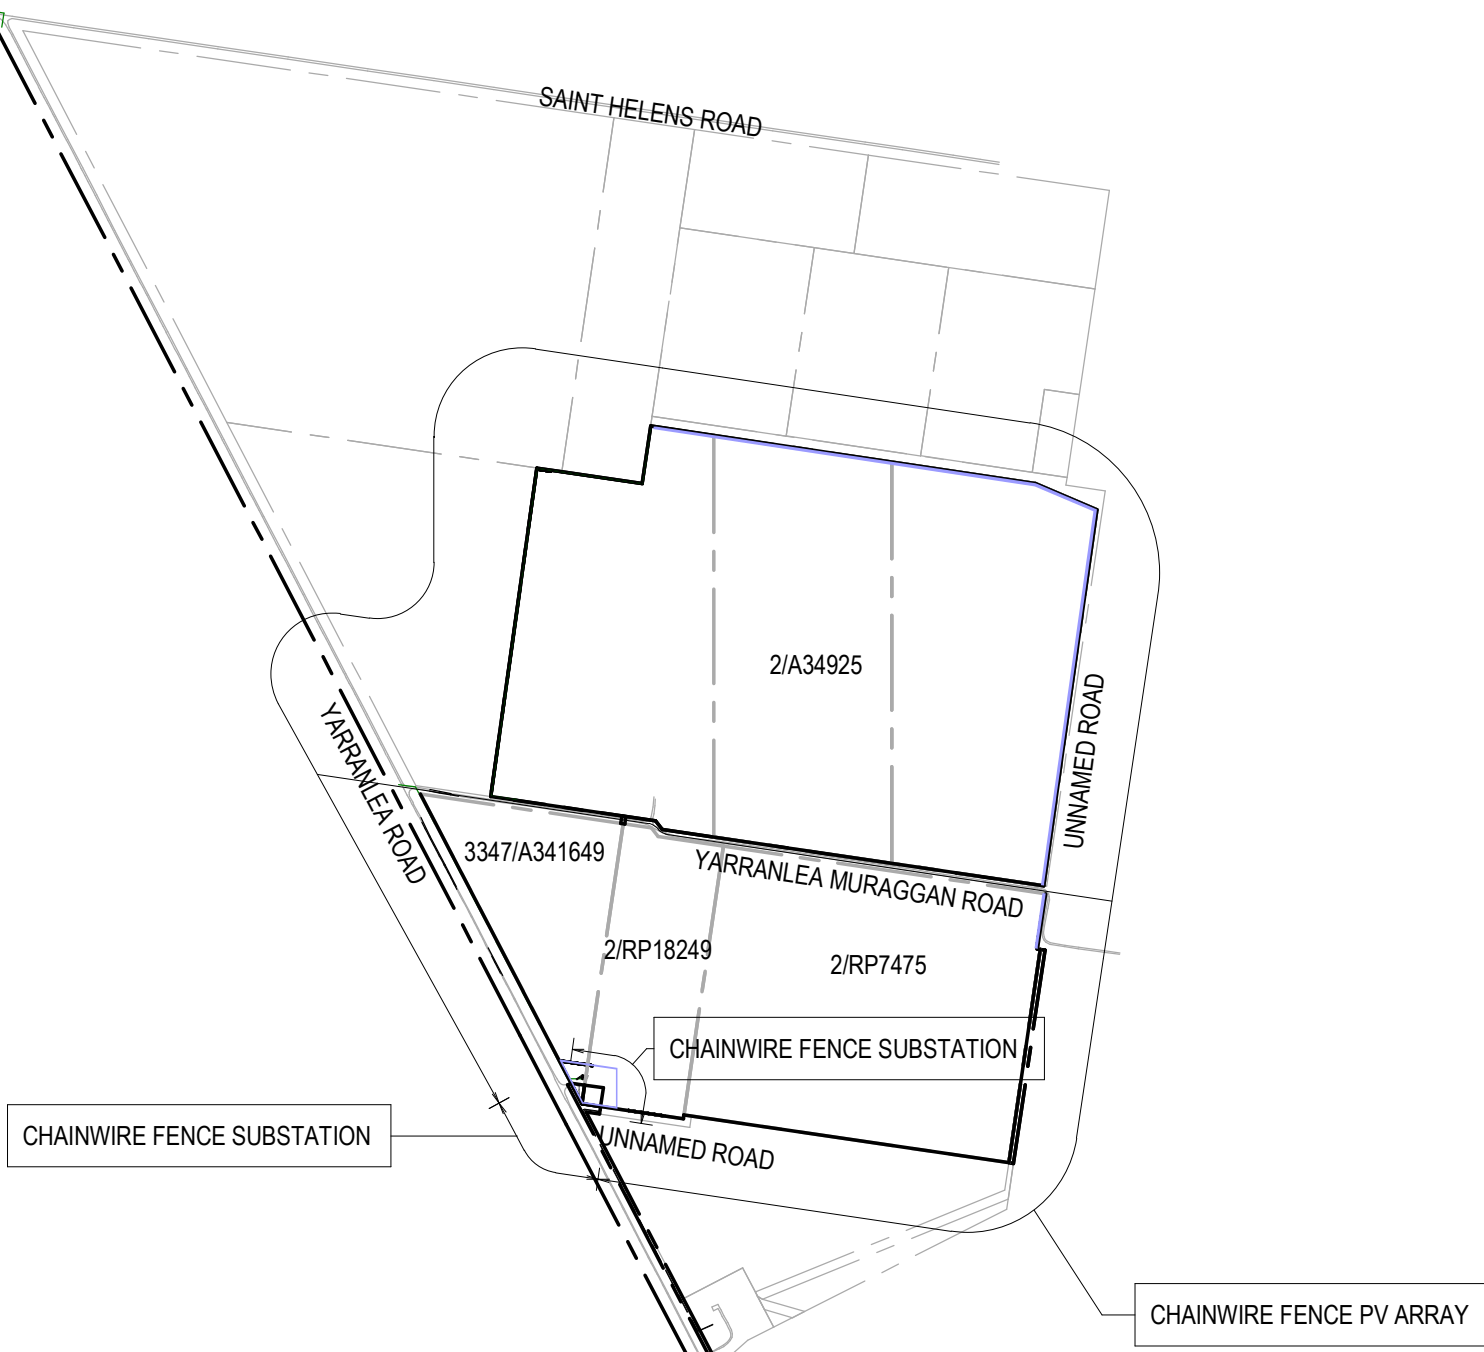 SAINT HELENS ROAD
2/A34925
UNNAMED ROAD
YARRANLEA ROAD
3347/A341649
YARRANLEA MURAGGAN ROAD
2/RP18249
2/RP7475
CHAINWIRE FENCE SUBSTATION
CHAINWIRE FENCE SUBSTATION
UNNAMED ROAD
CHAINWIRE FENCE PV ARRAY